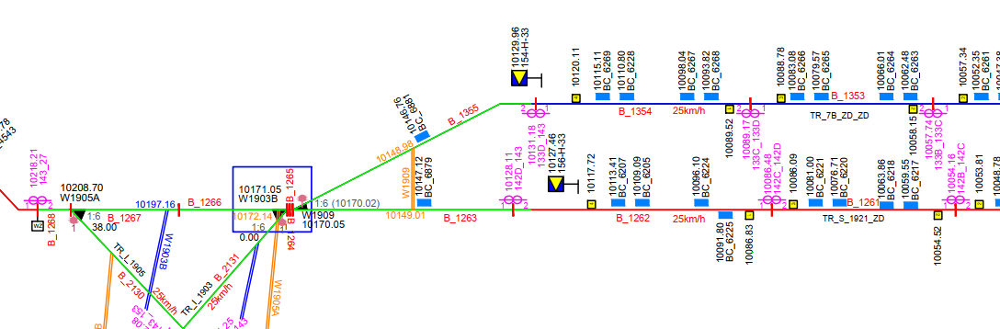 10129.96
154-H-33
10120.11
10115.11
BC_6269
10110.80
BC_6228
10098.04
BC_6267
10093.82
BC_6268
10088.78
10083.08
BC_6266
10079.57
BC_6265
10066.01
BC_6264
10062.48
BC_6263
10057.34
10052.35
BC_6261
B_1353
B_1354
25km/h
TR_7B_ZD_ZD
10089.52
10058.15
10131.18
133D_143
10089.17
133C_133D
10057.74
133B_133C
BC_6881
10146.76
B_1355
10148.98
W1909
10147.12
BC_6879
10149.01
10127.46
156-H-33
10128.11
142D_143
10117.72
10113.41
BC_6207
10109.09
BC_6205
10096.10
BC_6224
10086.48
142C_142D
10086.09
10081.00
BC_6221
10076.71
BC_6220
10063.86
BC_6218
10059.55
BC_6217
10054.16
142B_142C
10053.81
10048.78
B_1263
B_1262
25km/h
B_1261
TR_S_1921_ZD
10091.80
BC_6225
10086.83
10054.52
10218.21
143_27
10208.70
W1905A
10197.16
B_1266
B_1268
1:6
38.00
B_1267
10171.05
W1903B
1:6 (10170.02)
W1909
10170.05
10172.14
1:6
0.00
TR_I_1905
B_2130
25km/h
W1903B
TR_I_1903
B_2131
25km/h
W1905A